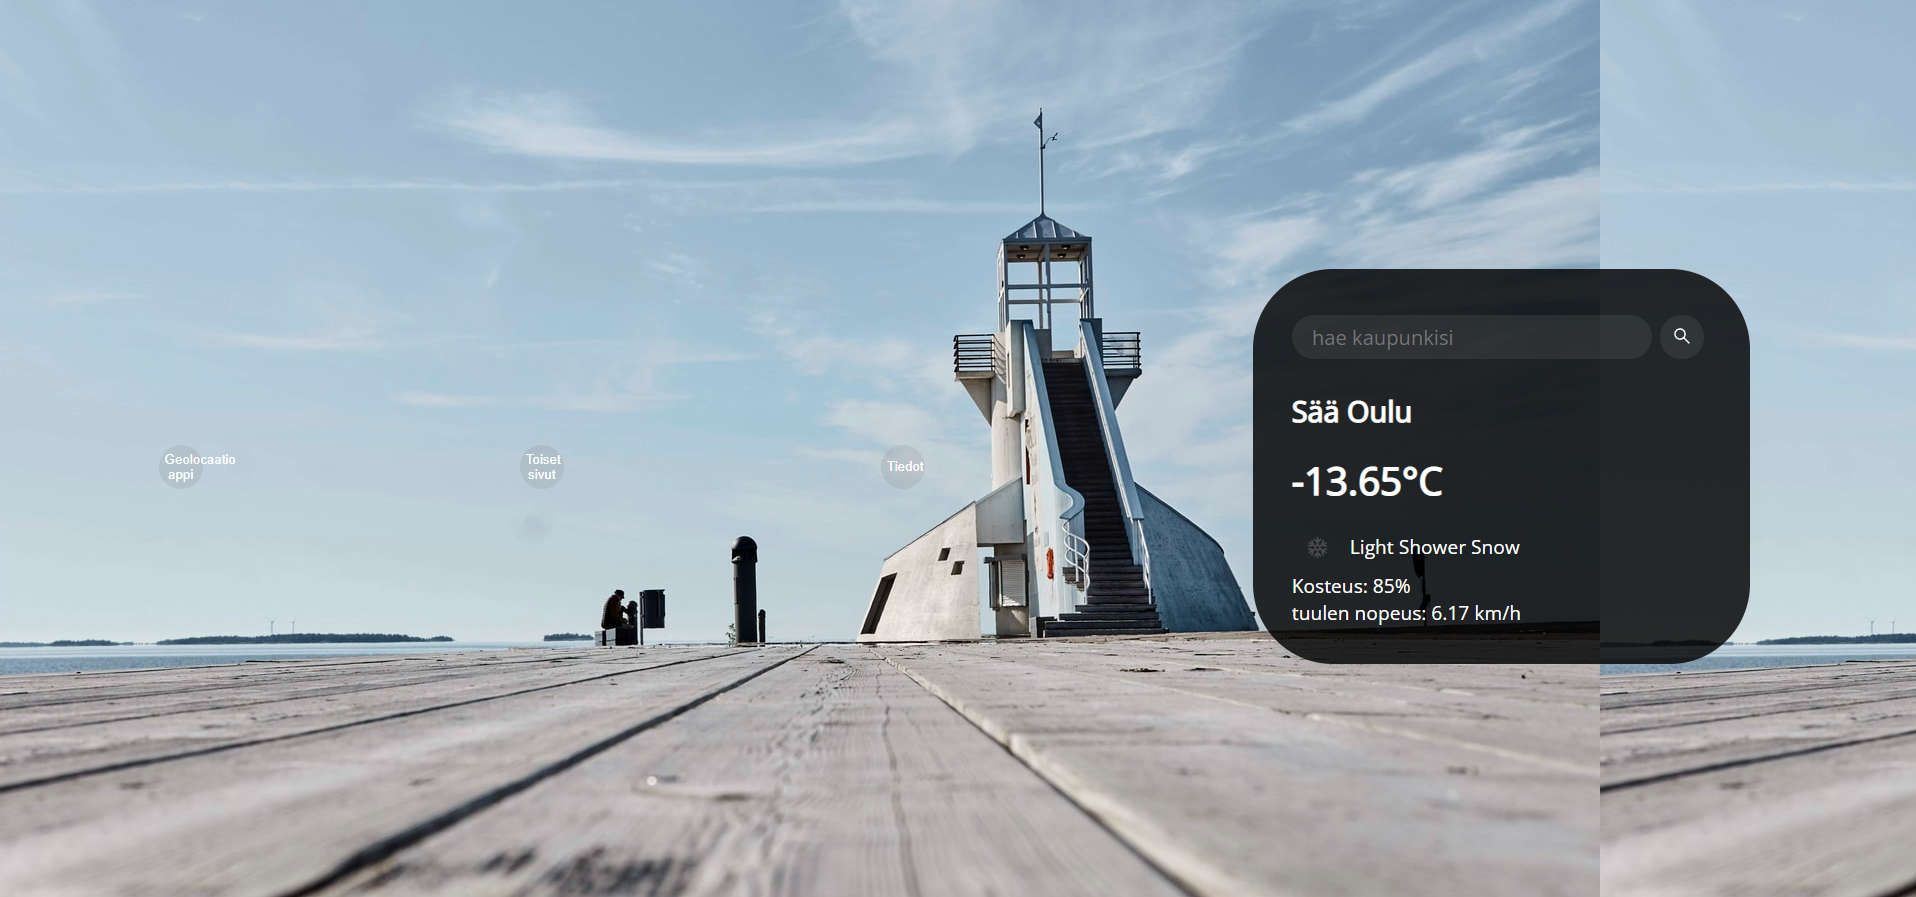 hae kaupunkisi
Sää Oulu
-13.65°C
Geolocaatio
appi
Toiset
sivut
Tiedot
Light Shower Snow
Kosteus: 85%
tuulen nopeus: 6.17 km/h